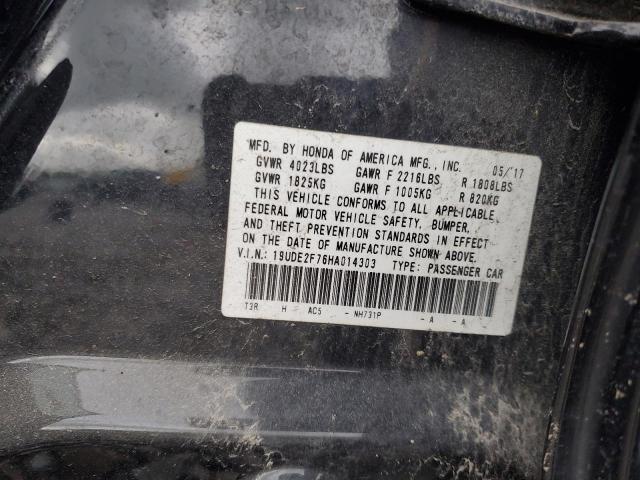 MFD. BY HONDA OF AMERICA MFG., INC. 05/'17
GVWR 4023LBS GAWR F 2216LBS R 1808LBS
GVWR 1825KG GAWR F 1005KG R 820KG
THIS VEHICLE CONFORMS TO ALL APPLICABLE
FEDERAL MOTOR VEHICLE SAFETY, BUMPER,
AND THEFT PREVENTION STANDARDS IN EFFECT
ON THE DATE OF MANUFACTURE SHOWN ABOVE.
V.I.N.: 19UDE2F76HA014303 TYPE: PASSENGER CAR
T3R H AC5 - NH731P - A - A